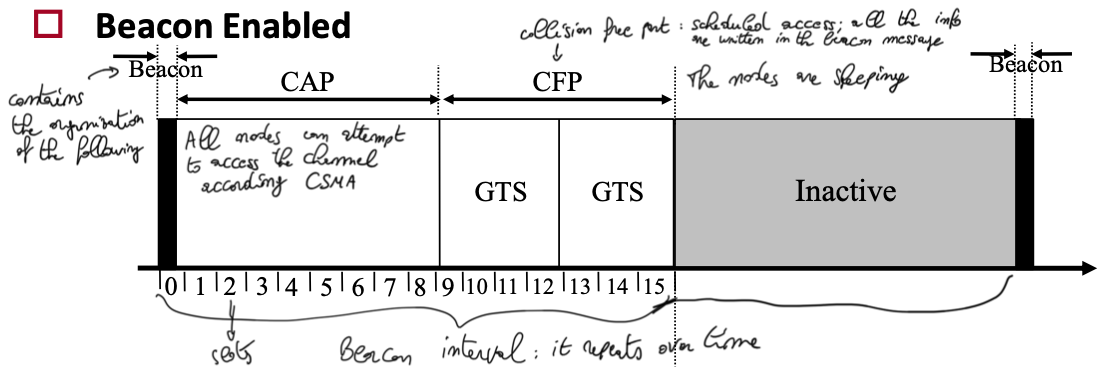 Beacon Enabled
collision free part : scheduled access; all the info
are written in the beacon message
Beacon
CAP
CFP
The nodes are sleeping
Beacon
contains
the organisation
of the following
All nodes can attempt
to access the channel
according CSMA
GTS
GTS
Inactive
0 1 2 3 4 5 6 7 8 9 10 11 12 13 14 15
slots
Beacon interval : it repeats over time